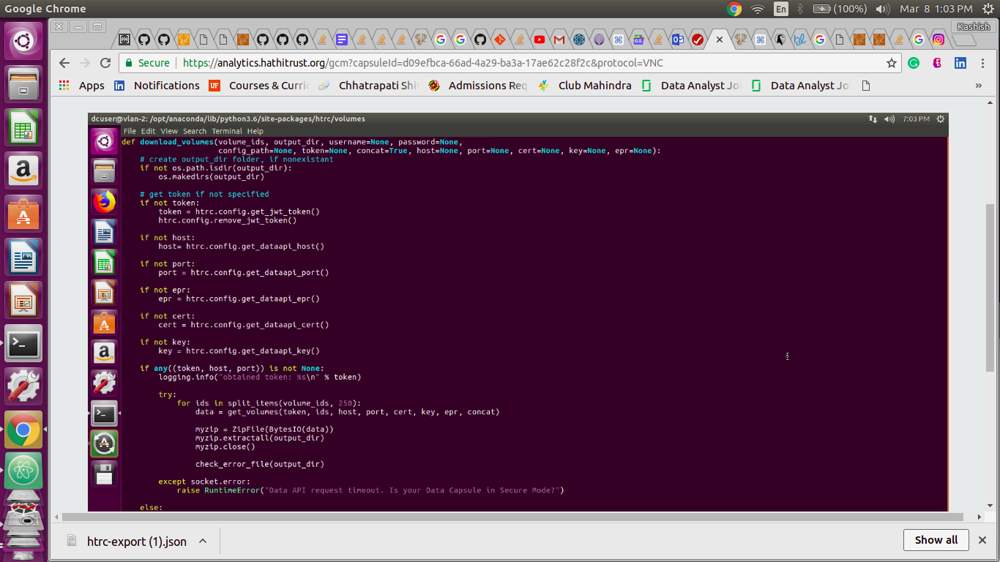 Google Chrome
En
(100%)
Mar 8 1:03 PM
Kashish
Secure
https://analytics.hathitrust.org/gcm?capsuleId=d09efbca-66ad-4a29-ba3a-17ae62c28f2c&protocol=VNC
Apps
Notifications
UF
Courses & Curri
Chhatrapati Shi
Admissions Req
Club Mahindra
Data Analyst Jo
Data Analyst Jo
»
dcuser@vlan-2: /opt/anaconda/lib/python3.6/site-packages/htrc/volumes
7:03 PM
File Edit View Search Terminal Help
def download_volumes(volume_ids, output_dir, username=None, password=None,
config_path=None, token=None, concat=True, host=None, port=None, cert=None, key=None, epr=None):
# create output_dir folder, if nonexistant
if not os.path.isdir(output_dir):
os.makedirs(output_dir)
# get token if not specified
if not token:
token = htrc.config.get_jwt_token()
htrc.config.remove_jwt_token()
if not host:
host= htrc.config.get_dataapi_host()
if not port:
port = htrc.config.get_dataapi_port()
if not epr:
epr = htrc.config.get_dataapi_epr()
if not cert:
cert = htrc.config.get_dataapi_cert()
if not key:
key = htrc.config.get_dataapi_key()
if any((token, host, port)) is not None:
logging.info("obtained token: %s\n" % token)
try:
for ids in split_items(volume_ids, 250):
data = get_volumes(token, ids, host, port, cert, key, epr, concat)
myzip = ZipFile(BytesIO(data))
myzip.extractall(output_dir)
myzip.close()
check_error_file(output_dir)
except socket.error:
raise RuntimeError("Data API request timeout. Is your Data Capsule in Secure Mode?")
else:
htrc-export (1).json
Show all